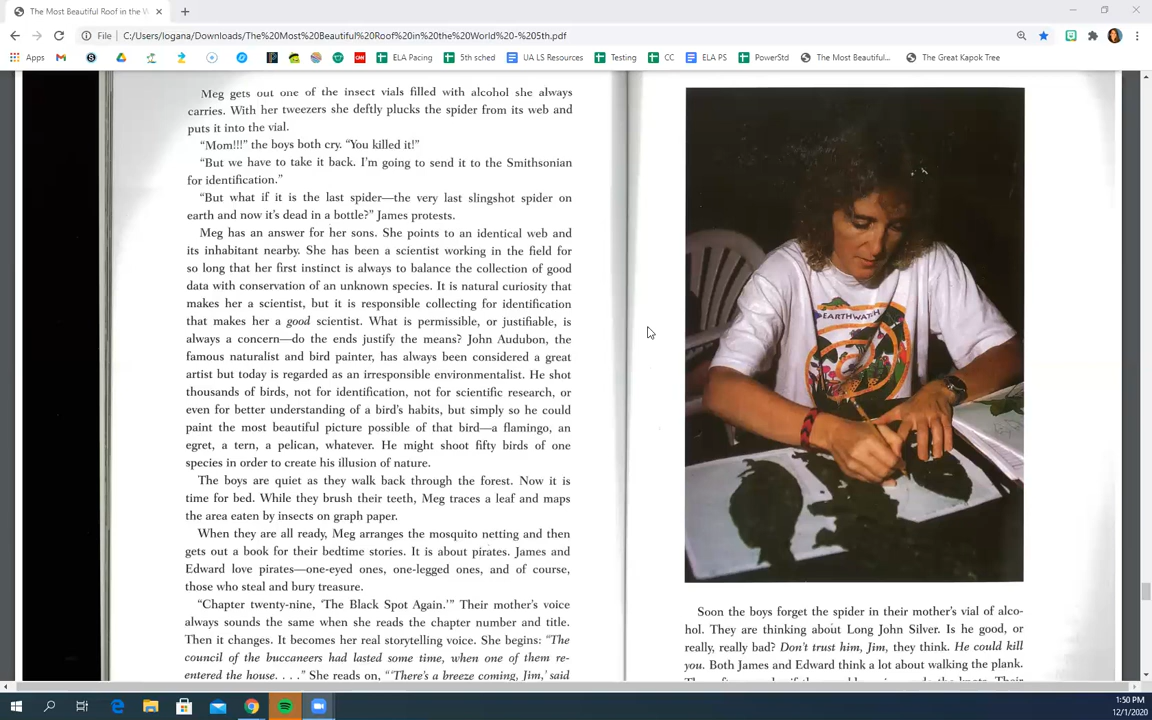 The Most Beautiful Roof in the W
File
C:/Users/logana/Downloads/The%20Most%20Beautiful%20Roof%20in%20the%20World%20-%205th.pdf
Apps
ELA Pacing
5th sched
UA LS Resources
Testing
CC
ELA PS
PowerStd
The Most Beautiful...
The Great Kapok Tree
Meg gets out one of the insect vials filled with alcohol she always
carries. With her tweezers she deftly plucks the spider from its web and
puts it into the vial.
“Mom!!!” the boys both cry. “You killed it!”
“But we have to take it back. I’m going to send it to the Smithsonian
for identification.”
“But what if it is the last spider—the very last slingshot spider on
earth and now it’s dead in a bottle?” James protests.
Meg has an answer for her sons. She points to an identical web and
its inhabitant nearby. She has been a scientist working in the field for
so long that her first instinct is always to balance the collection of good
data with conservation of an unknown species. It is natural curiosity that
makes her a scientist, but it is responsible collecting for identification
that makes her a good scientist. What is permissible, or justifiable, is
always a concern—do the ends justify the means? John Audubon, the
famous naturalist and bird painter, has always been considered a great
artist but today is regarded as an irresponsible environmentalist. He shot
thousands of birds, not for identification, not for scientific research, or
even for better understanding of a bird’s habits, but simply so he could
paint the most beautiful picture possible of that bird—a flamingo, an
egret, a tern, a pelican, whatever. He might shoot fifty birds of one
species in order to create his illusion of nature.
The boys are quiet as they walk back through the forest. Now it is
time for bed. While they brush their teeth, Meg traces a leaf and maps
the area eaten by insects on graph paper.
When they are all ready, Meg arranges the mosquito netting and then
gets out a book for their bedtime stories. It is about pirates. James and
Edward love pirates—one-eyed ones, one-legged ones, and of course,
those who steal and bury treasure.
“Chapter twenty-nine, ‘The Black Spot Again.’” Their mother’s voice
always sounds the same when she reads the chapter number and title.
Then it changes. It becomes her real storytelling voice. She begins: “The
council of the buccaneers had lasted some time, when one of them re-
entered the house. . . .” She reads on, “‘There’s a breeze coming, Jim,’ said
EARTHWATCH
Soon the boys forget the spider in their mother’s vial of alco-
hol. They are thinking about Long John Silver. Is he good, or
really, really bad? Don’t trust him, Jim, they think. He could kill
you. Both James and Edward think a lot about walking the plank.
1:50 PM
12/1/2020